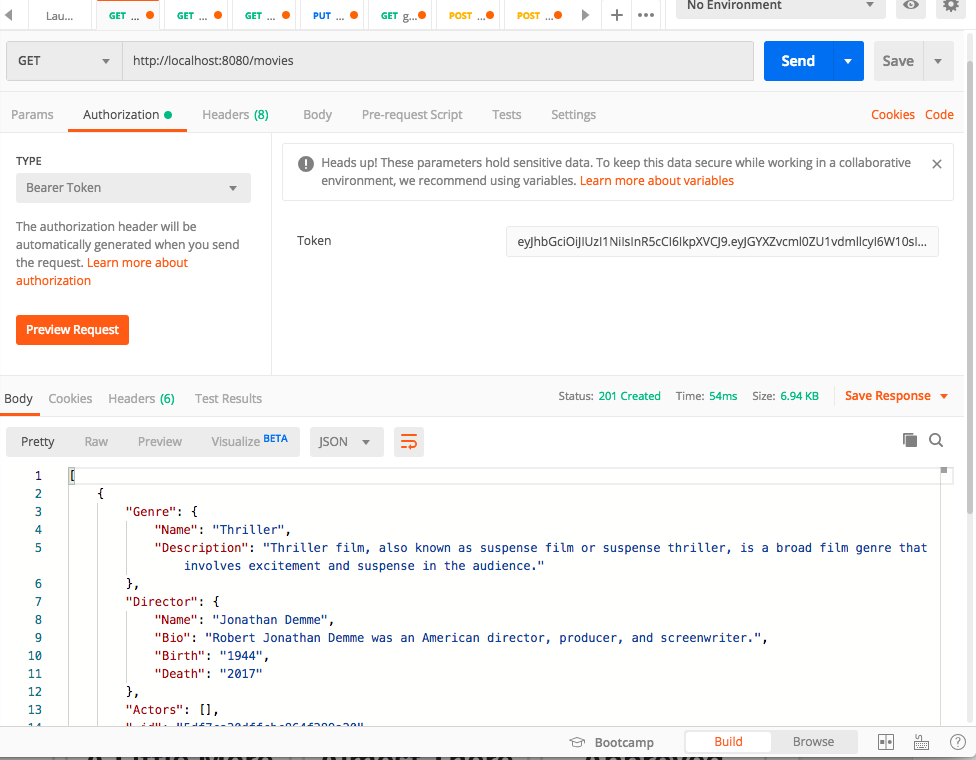 Lau...
GET ...
GET ...
GET ...
PUT ...
GET g...
POST ...
POST ...
No Environment
GET
http://localhost:8080/movies
Send
Save
Params
Authorization
Headers (8)
Body
Pre-request Script
Tests
Settings
Cookies
Code
TYPE
Bearer Token
The authorization header will be
automatically generated when you send
the request. Learn more about
authorization
Preview Request
Heads up! These parameters hold sensitive data. To keep this data secure while working in a collaborative
environment, we recommend using variables. Learn more about variables
Token
Body
Cookies
Headers (6)
Test Results
Status: 201 Created
Time: 54ms
Size: 6.94 KB
Save Response
Pretty
Raw
Preview
Visualize BETA
JSON
1 [
2 {
3 "Genre": {
4 "Name": "Thriller",
5 "Description": "Thriller film, also known as suspense film or suspense thriller, is a broad film genre that
involves excitement and suspense in the audience."
6 },
7 "Director": {
8 "Name": "Jonathan Demme",
9 "Bio": "Robert Jonathan Demme was an American director, producer, and screenwriter.",
10 "Birth": "1944",
11 "Death": "2017"
12 },
13 "Actors": [],
Bootcamp
Build
Browse